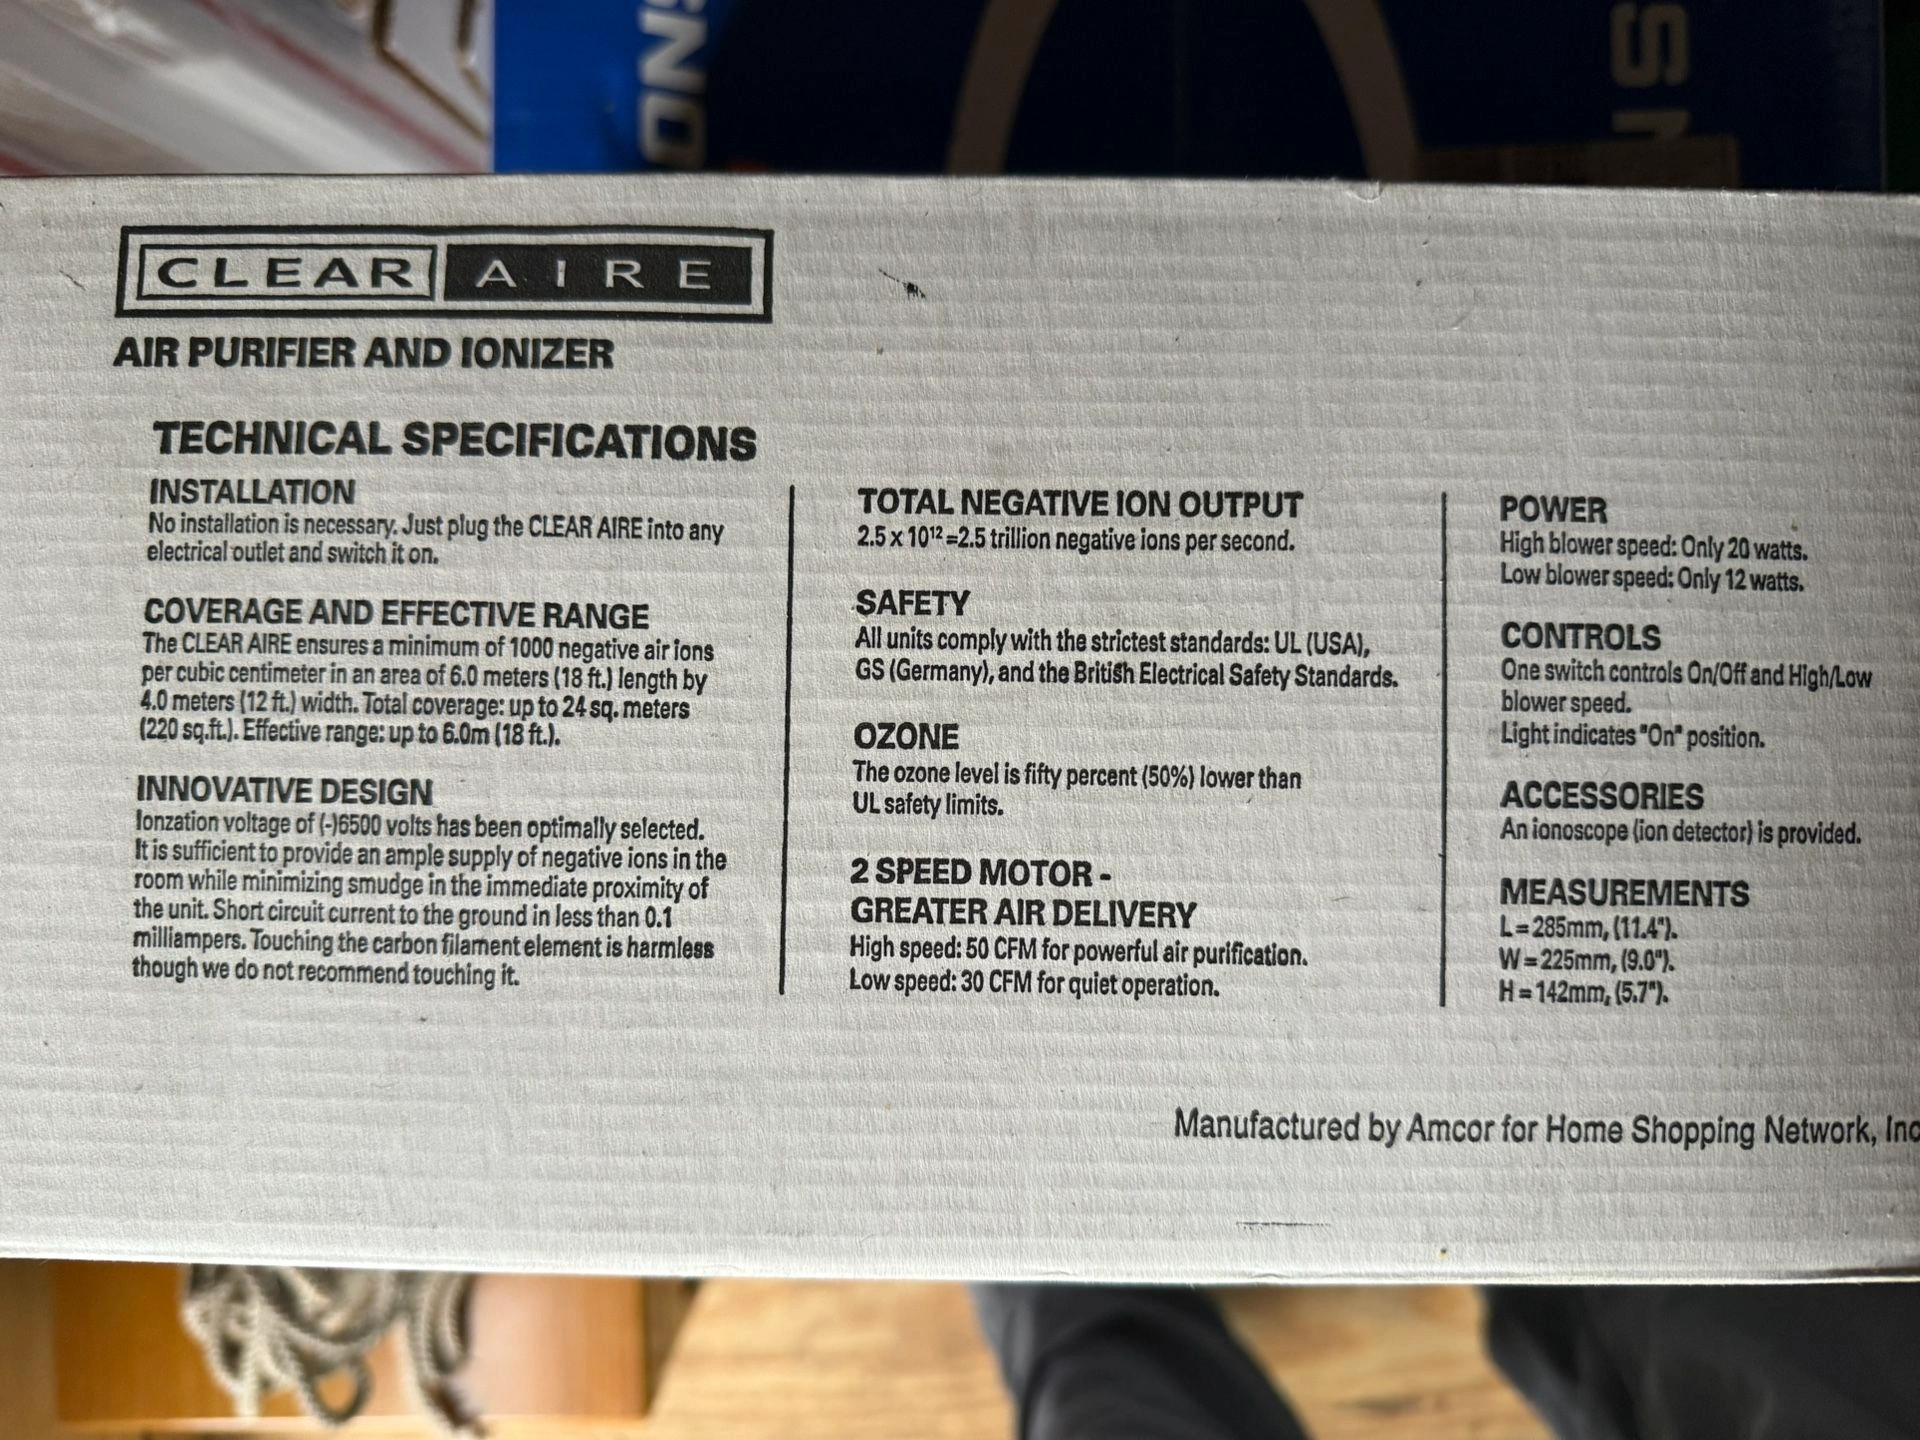 CLEAR AIRE
AIR PURIFIER AND IONIZER
TECHNICAL SPECIFICATIONS
INSTALLATION
No installation is necessary. Just plug the CLEAR AIRE into any
electrical outlet and switch it on.
COVERAGE AND EFFECTIVE RANGE
The CLEAR AIRE ensures a minimum of 1000 negative air ions
per cubic centimeter in an area of 6.0 meters (18 ft.) length by
4.0 meters (12 ft.) width. Total coverage: up to 24 sq. meters
(220 sq.ft.). Effective range: up to 6.0m (18 ft.).
INNOVATIVE DESIGN
Ionzation voltage of (-)6500 volts has been optimally selected.
It is sufficient to provide an ample supply of negative ions in the
room while minimizing smudge in the immediate proximity of
the unit. Short circuit current to the ground in less than 0.1
milliampers. Touching the carbon filament element is harmless
though we do not recommend touching it.
TOTAL NEGATIVE ION OUTPUT
2.5 x 10¹² =2.5 trillion negative ions per second.
SAFETY
All units comply with the strictest standards: UL (USA),
GS (Germany), and the British Electrical Safety Standards.
OZONE
The ozone level is fifty percent (50%) lower than
UL safety limits.
2 SPEED MOTOR -
GREATER AIR DELIVERY
High speed: 50 CFM for powerful air purification.
Low speed: 30 CFM for quiet operation.
POWER
High blower speed: Only 20 watts.
Low blower speed: Only 12 watts.
CONTROLS
One switch controls On/Off and High/Low
blower speed.
Light indicates "On" position.
ACCESSORIES
An ionoscope (ion detector) is provided.
MEASUREMENTS
L = 285mm, (11.4").
W = 225mm, (9.0").
H = 142mm, (5.7").
Manufactured by Amcor for Home Shopping Network, Inc